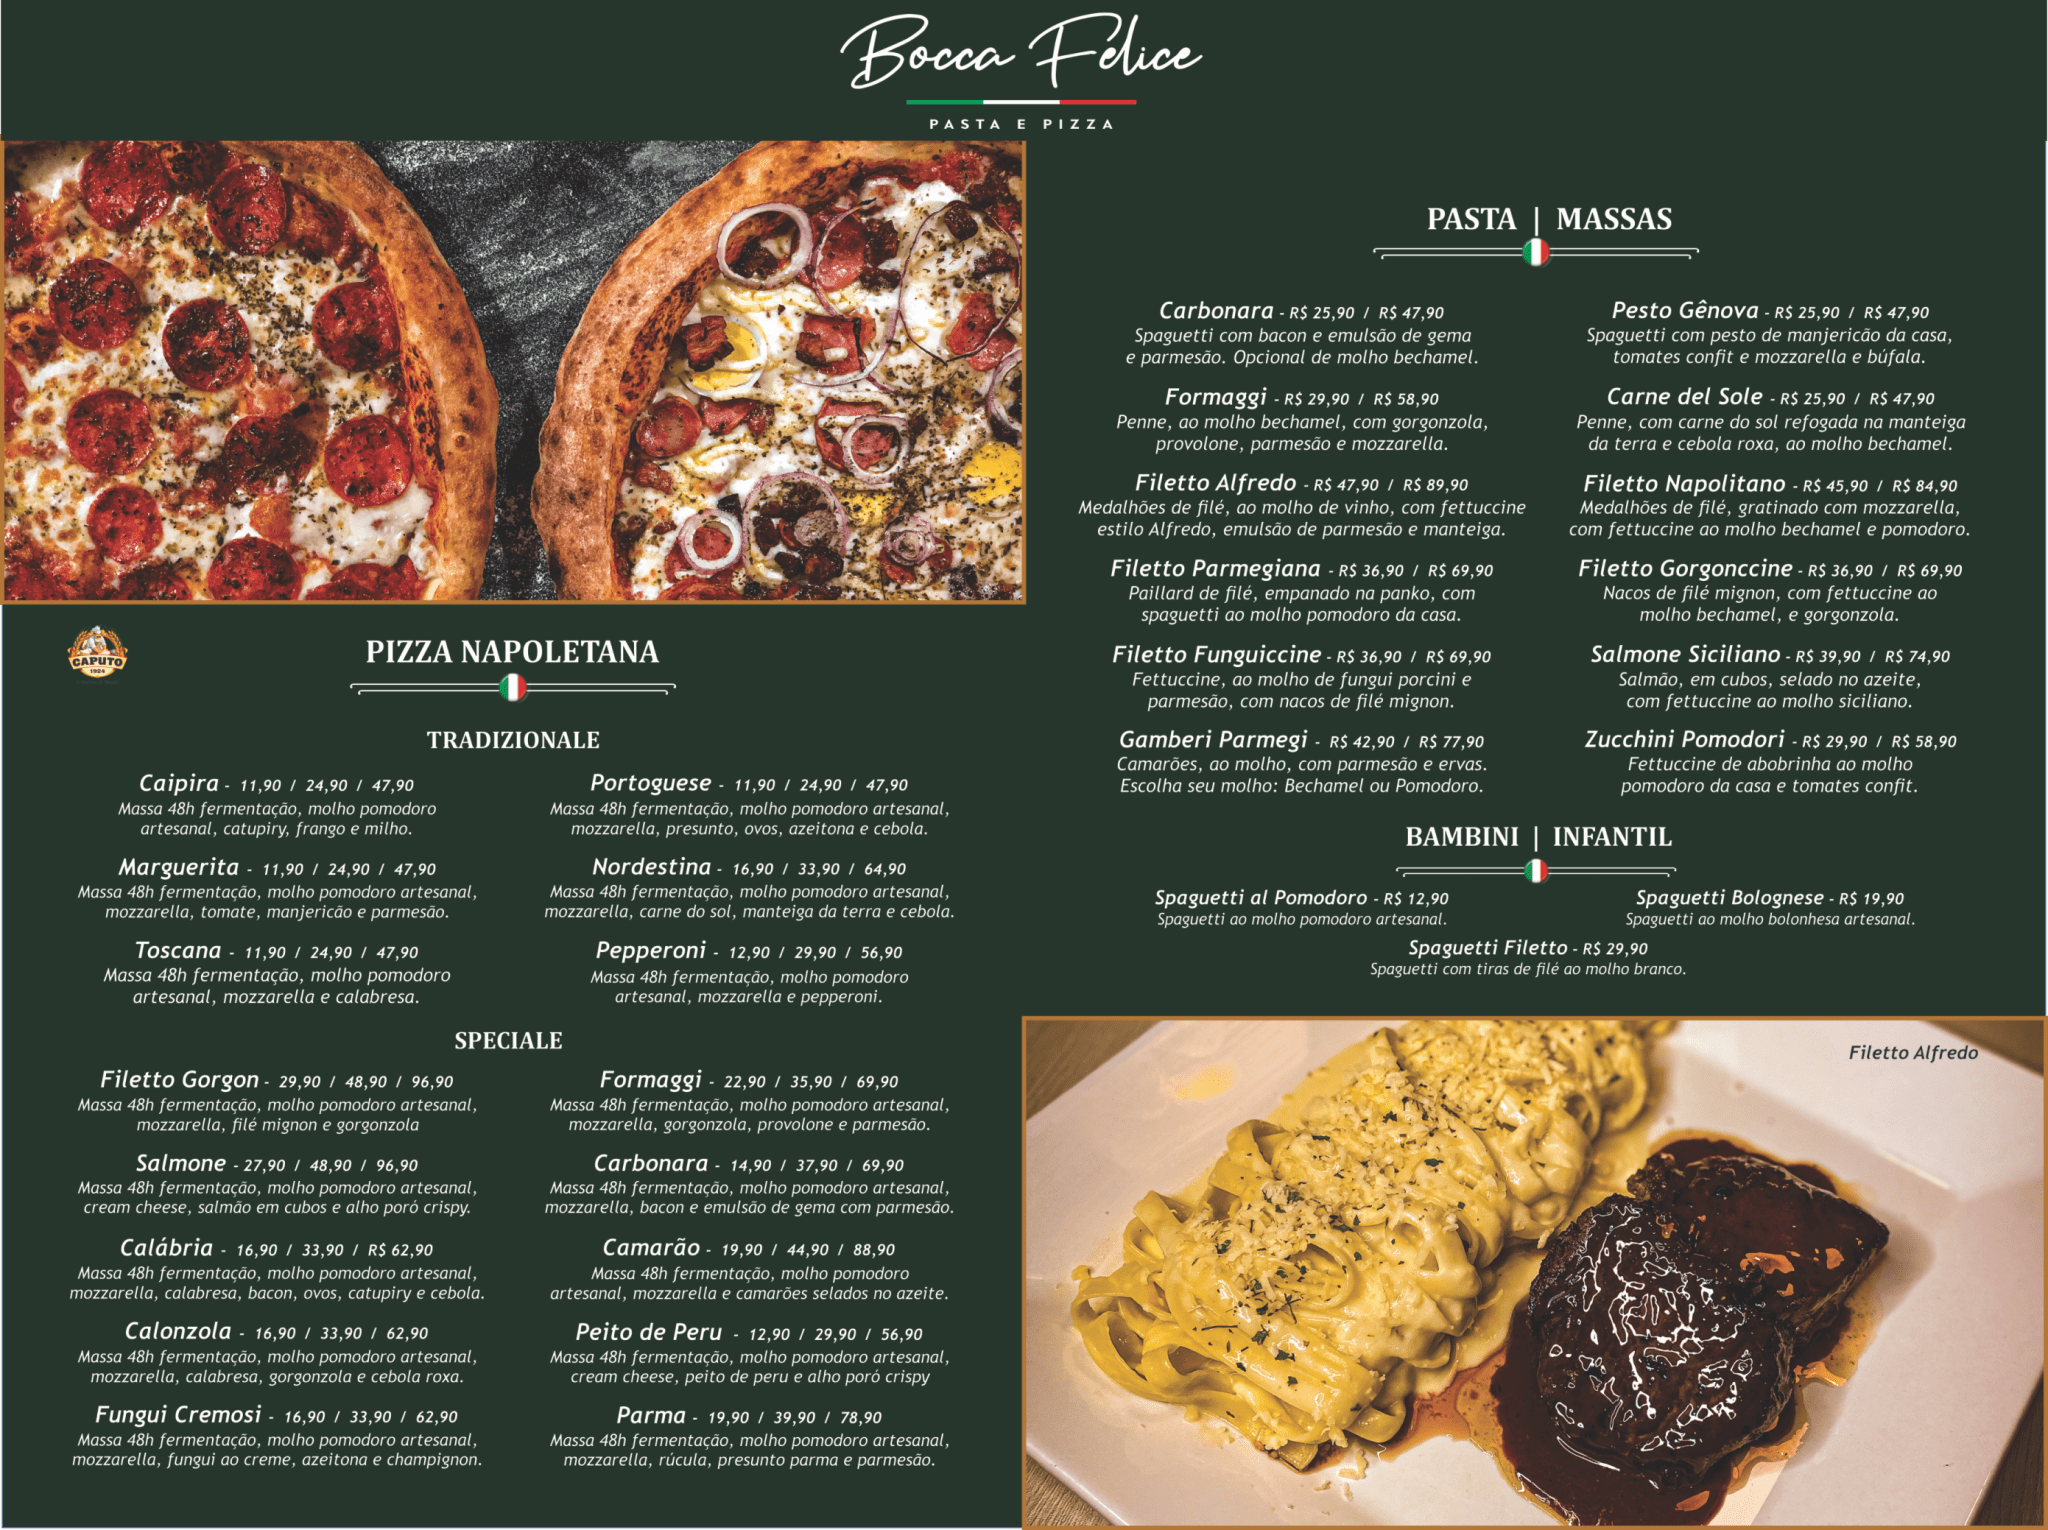 Bocca Felice
PASTA E PIZZA
CAPUTO
1924
PIZZA NAPOLETANA
TRADIZIONALE
Caipira - 11,90 / 24,90 / 47,90
Massa 48h fermentação, molho pomodoro
artesanal, catupiry, frango e milho.
Portoguese - 11,90 / 24,90 / 47,90
Massa 48h fermentação, molho pomodoro artesanal,
mozzarella, presunto, ovos, azeitona e cebola.
Marguerita - 11,90 / 24,90 / 47,90
Massa 48h fermentação, molho pomodoro artesanal,
mozzarella, tomate, manjericão e parmesão.
Nordestina - 16,90 / 33,90 / 64,90
Massa 48h fermentação, molho pomodoro artesanal,
mozzarella, carne do sol, manteiga da terra e cebola.
Toscana - 11,90 / 24,90 / 47,90
Massa 48h fermentação, molho pomodoro
artesanal, mozzarella e calabresa.
Pepperoni - 12,90 / 29,90 / 56,90
Massa 48h fermentação, molho pomodoro
artesanal, mozzarella e pepperoni.
SPECIALE
Filetto Gorgon - 29,90 / 48,90 / 96,90
Massa 48h fermentação, molho pomodoro artesanal,
mozzarella, filé mignon e gorgonzola
Formaggi - 22,90 / 35,90 / 69,90
Massa 48h fermentação, molho pomodoro artesanal,
mozzarella, gorgonzola, provolone e parmesão.
Salmone - 27,90 / 48,90 / 96,90
Massa 48h fermentação, molho pomodoro artesanal,
cream cheese, salmão em cubos e alho poró crispy.
Carbonara - 14,90 / 37,90 / 69,90
Massa 48h fermentação, molho pomodoro artesanal,
mozzarella, bacon e emulsão de gema com parmesão.
Calábria - 16,90 / 33,90 / R$ 62,90
Massa 48h fermentação, molho pomodoro artesanal,
mozzarella, calabresa, bacon, ovos, catupiry e cebola.
Camarão - 19,90 / 44,90 / 88,90
Massa 48h fermentação, molho pomodoro
artesanal, mozzarella e camarões selados no azeite.
Calonzola - 16,90 / 33,90 / 62,90
Massa 48h fermentação, molho pomodoro artesanal,
mozzarella, calabresa, gorgonzola e cebola roxa.
Peito de Peru - 12,90 / 29,90 / 56,90
Massa 48h fermentação, molho pomodoro artesanal,
cream cheese, peito de peru e alho poró crispy
Fungui Cremosi - 16,90 / 33,90 / 62,90
Massa 48h fermentação, molho pomodoro artesanal,
mozzarella, fungui ao creme, azeitona e champignon.
Parma - 19,90 / 39,90 / 78,90
Massa 48h fermentação, molho pomodoro artesanal,
mozzarella, rúcula, presunto parma e parmesão.
PASTA | MASSAS
Carbonara - R$ 25,90 / R$ 47,90
Spaguetti com bacon e emulsão de gema
e parmesão. Opcional de molho bechamel.
Pesto Gênova - R$ 25,90 / R$ 47,90
Spaguetti com pesto de manjericão da casa,
tomates confit e mozzarella e búfala.
Formaggi - R$ 29,90 / R$ 58,90
Penne, ao molho bechamel, com gorgonzola,
provolone, parmesão e mozzarella.
Carne del Sole - R$ 25,90 / R$ 47,90
Penne, com carne do sol refogada na manteiga
da terra e cebola roxa, ao molho bechamel.
Filetto Alfredo - R$ 47,90 / R$ 89,90
Medalhões de filé, ao molho de vinho, com fettuccine
estilo Alfredo, emulsão de parmesão e manteiga.
Filetto Napolitano - R$ 45,90 / R$ 84,90
Medalhões de filé, gratinado com mozzarella,
com fettuccine ao molho bechamel e pomodoro.
Filetto Parmegiana - R$ 36,90 / R$ 69,90
Paillard de filé, empanado na panko, com
spaguetti ao molho pomodoro da casa.
Filetto Gorgonccine - R$ 36,90 / R$ 69,90
Nacos de filé mignon, com fettuccine ao
molho bechamel, e gorgonzola.
Filetto Funguiccine - R$ 36,90 / R$ 69,90
Fettuccine, ao molho de fungui porcini e
parmesão, com nacos de filé mignon.
Salmone Siciliano - R$ 39,90 / R$ 74,90
Salmão, em cubos, selado no azeite,
com fettuccine ao molho siciliano.
Gamberi Parmegi - R$ 42,90 / R$ 77,90
Camarões, ao molho, com parmesão e ervas.
Escolha seu molho: Bechamel ou Pomodoro.
Zucchini Pomodori - R$ 29,90 / R$ 58,90
Fettuccine de abobrinha ao molho
pomodoro da casa e tomates confit.
BAMBINI | INFANTIL
Spaguetti al Pomodoro - R$ 12,90
Spaguetti ao molho pomodoro artesanal.
Spaguetti Bolognese - R$ 19,90
Spaguetti ao molho bolonhesa artesanal.
Spaguetti Filetto - R$ 29,90
Spaguetti com tiras de filé ao molho branco.
Filetto Alfredo